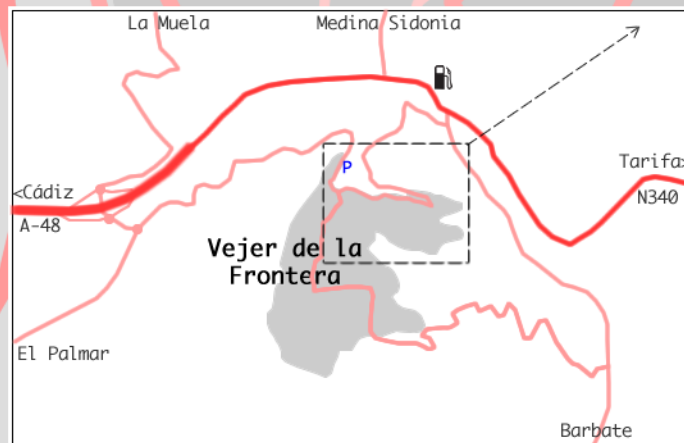 La Muela
Medina Sidonia
P
Tarifa>
<Cádiz
N340
A-48
Vejer de la
Frontera
El Palmar
Barbate